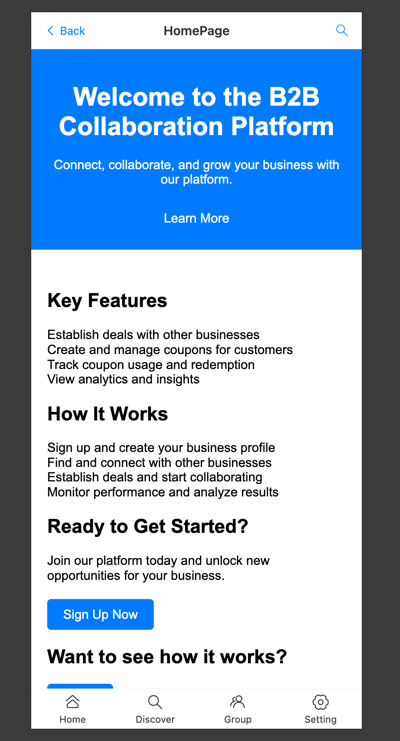 Back
HomePage
Welcome to the B2B
Collaboration Platform
Connect, collaborate, and grow your business with
our platform.
Learn More
Key Features
Establish deals with other businesses
Create and manage coupons for customers
Track coupon usage and redemption
View analytics and insights
How It Works
Sign up and create your business profile
Find and connect with other businesses
Establish deals and start collaborating
Monitor performance and analyze results
Ready to Get Started?
Join our platform today and unlock new
opportunities for your business.
Sign Up Now
Want to see how it works?
Home
Discover
Group
Setting